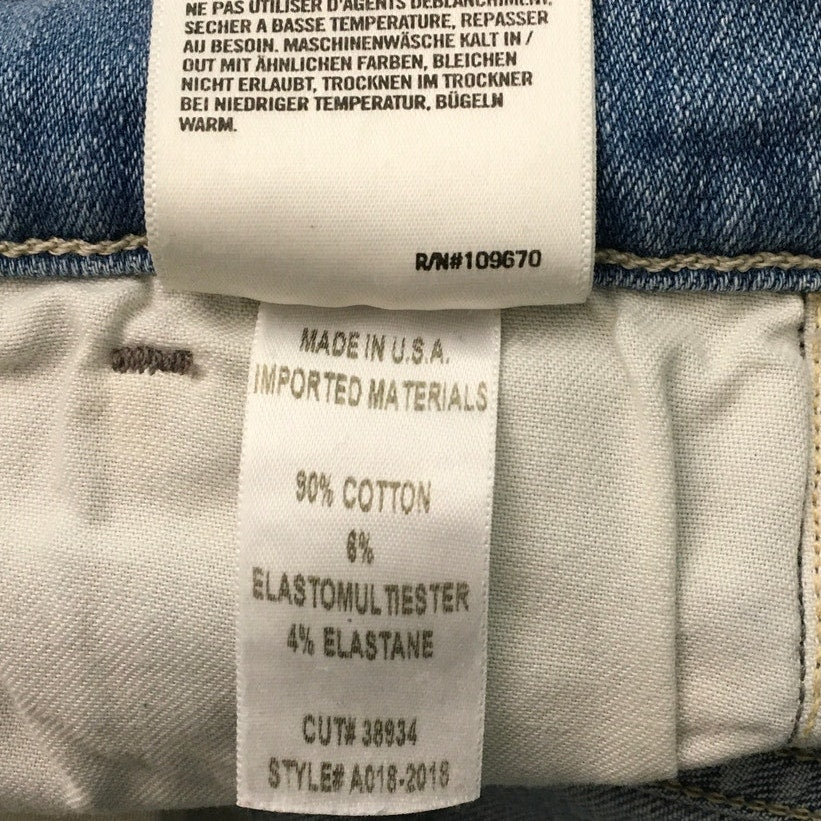 NE PAS UTILISER D'AGENTS DEBLANCHIMENT,
SECHER A BASSE TEMPERATURE, REPASSER
AU BESOIN. MASCHINENWÄSCHE KALT IN /
OUT MIT ÄHNLICHEN FARBEN, BLEICHEN
NICHT ERLAUBT, TROCKNEN IM TROCKNER
BEI NIEDRIGER TEMPERATUR, BÜGELN
WARM.
R/N#109670
MADE IN U.S.A.
IMPORTED MATERIALS
90% COTTON
6%
ELASTOMULTIESTER
4% ELASTANE
CUT# 38934
STYLE# A018-2018